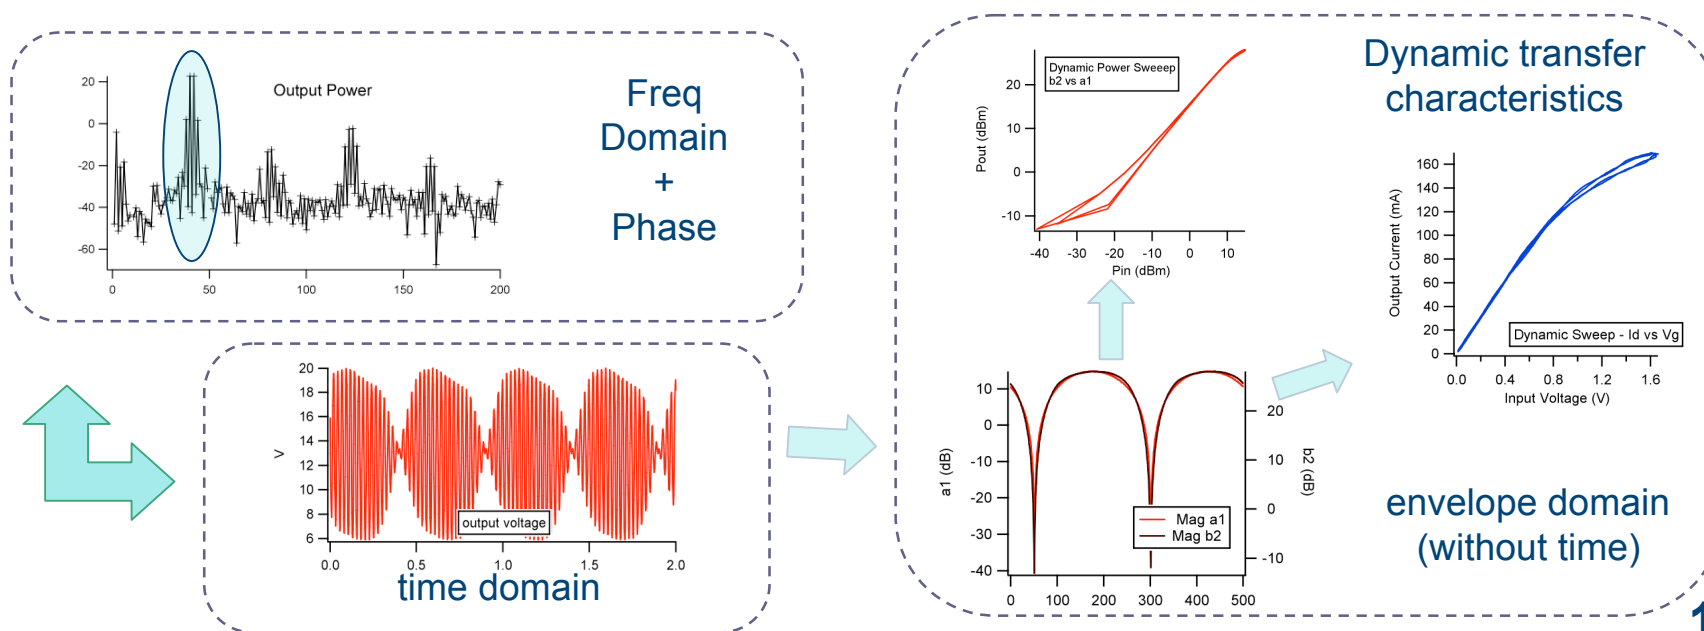 Output Power
20
0
-20
-40
-60
0 50 100 150 200
Freq
Domain
+
Phase
V
20
18
16
14
12
10
8
6
output voltage
0.0 0.5 1.0 1.5 2.0
time domain
Dynamic Power Sweeep
b2 vs a1
Pout (dBm)
20
10
0
-10
-40 -30 -20 -10 0 10
Pin (dBm)
Dynamic transfer
characteristics
Output Current (mA)
160
140
120
100
80
60
40
20
0
Dynamic Sweep - Id vs Vg
0.0 0.4 0.8 1.2 1.6
Input Voltage (V)
a1 (dB)
10
0
-10
-20
-30
-40
Mag a1
Mag b2
20
10
0
-10
b2 (dB)
0 100 200 300 400 500
envelope domain
(without time)